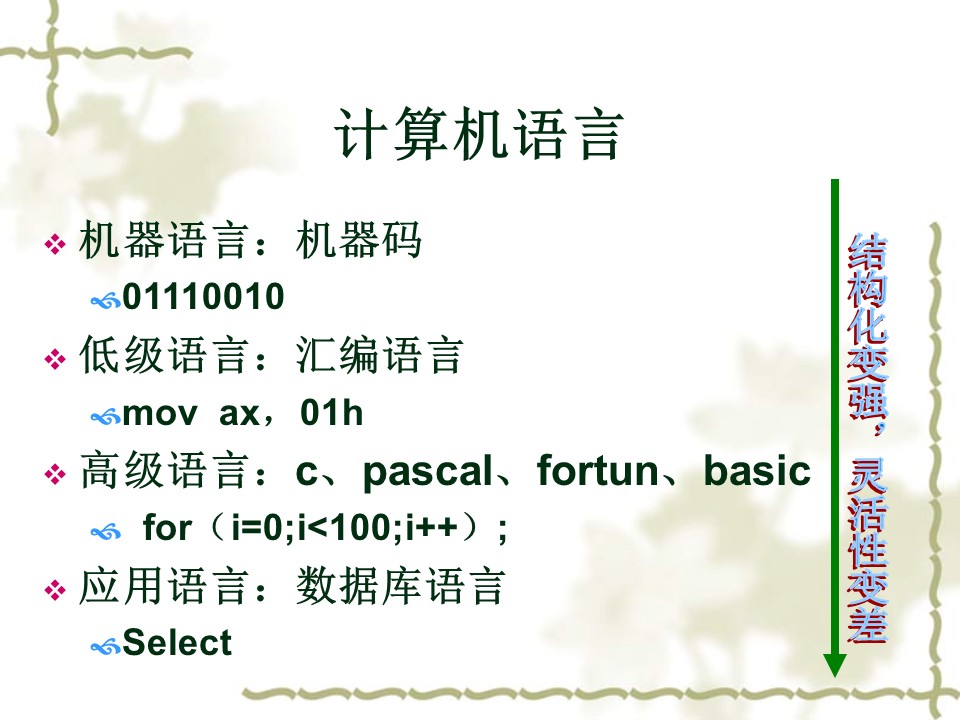 计算机语言
机器语言：机器码
01110010
低级语言：汇编语言
mov ax，01h
高级语言：c、pascal、fortun、basic
for（i=0;i<100;i++）;
应用语言：数据库语言
Select
结构化变强，灵活性变差